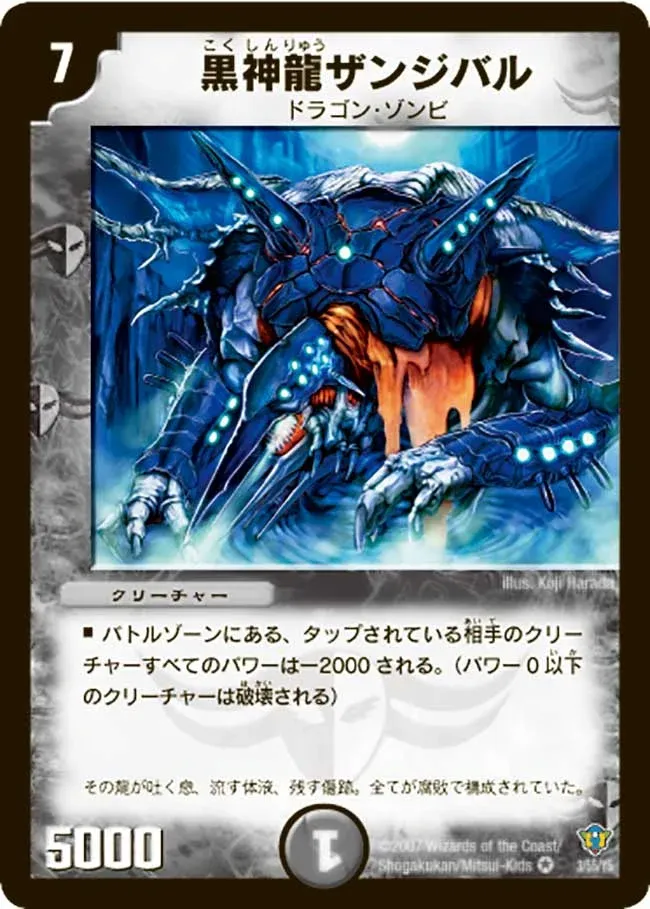 7
こくしんりゅう
黒神龍ザンジバル
ドラゴン・ゾンビ
illus. Koji Harada
クリーチャー
■ バトルゾーンにある、タップされている相手のクリー
チャーすべてのパワーは−2000 される。（パワー 0 以下
のクリーチャーは破壊される）
その龍が吐く息、流す体液、残す傷跡。全てが腐敗で構成されていた。
5000
1
©2007 Wizards of the Coast/
Shogakukan/Mitsui-Kids
3/55/Y5